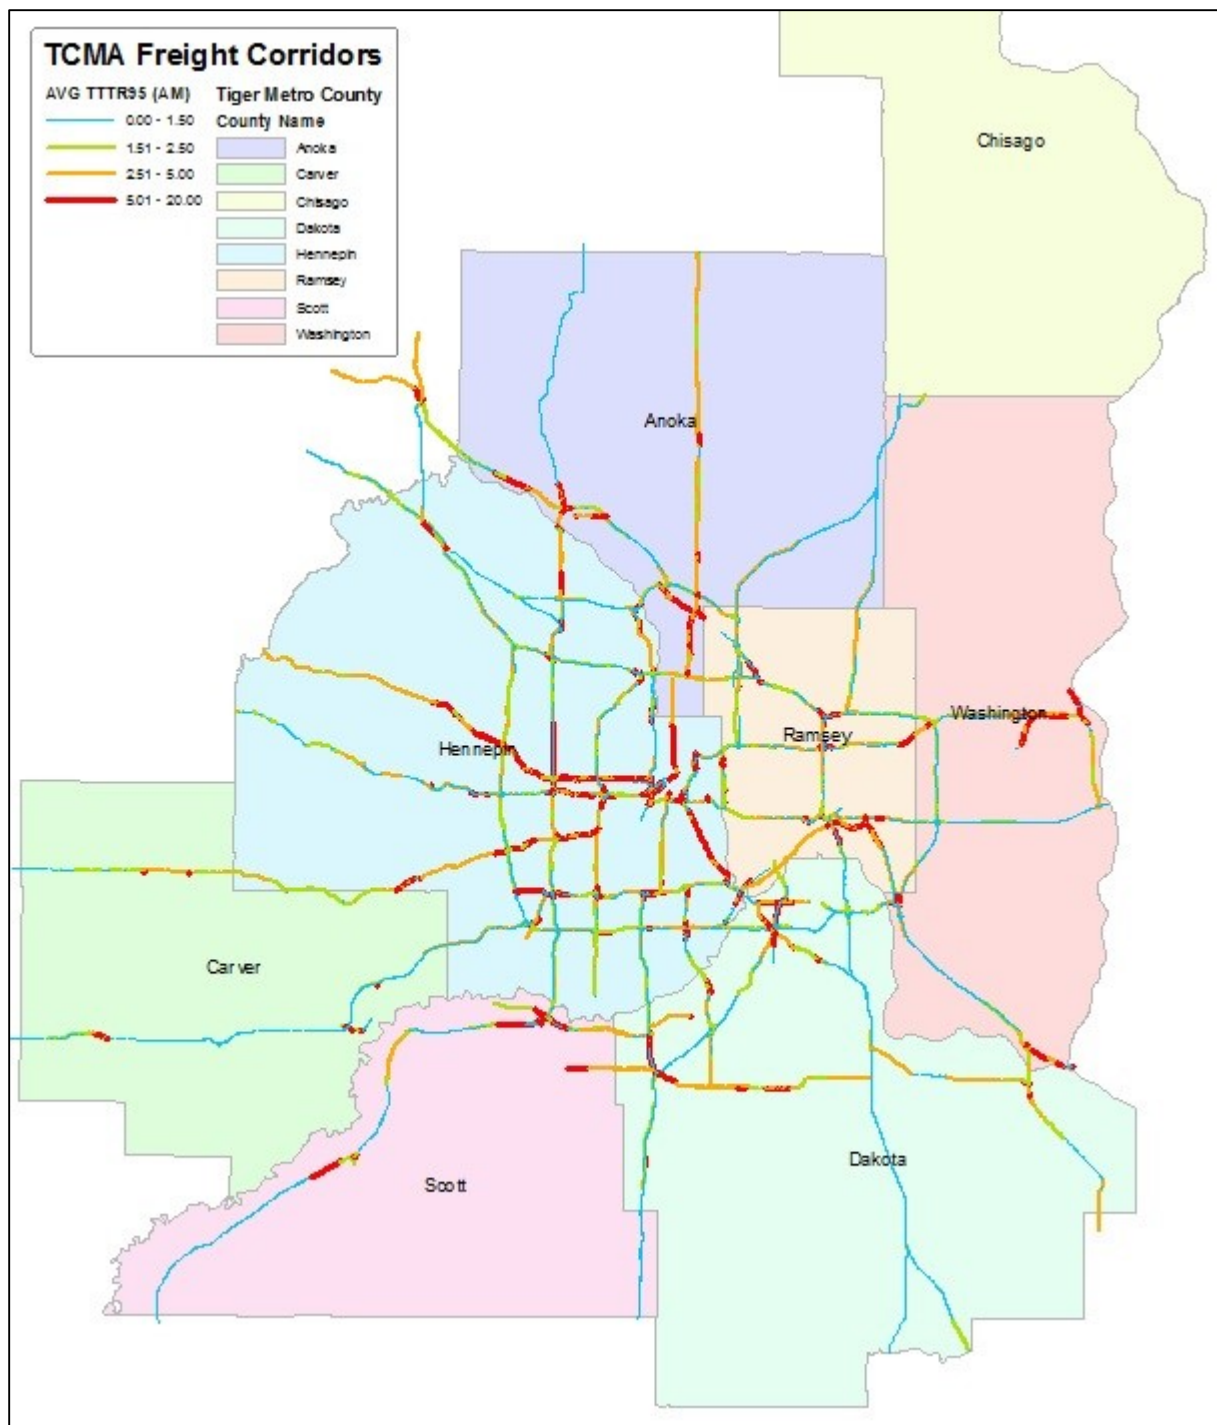 TCMA Freight Corridors
AVG TTTR95 (AM)
0.00 - 1.50
1.51 - 2.50
2.51 - 5.00
5.01 - 20.00
Tiger Metro County
County Name
Anoka
Carver
Chisago
Dakota
Hennepin
Ramsey
Scott
Washington
Chisago
Anoka
Washington
Ramsey
Hennepin
Carver
Dakota
Scott